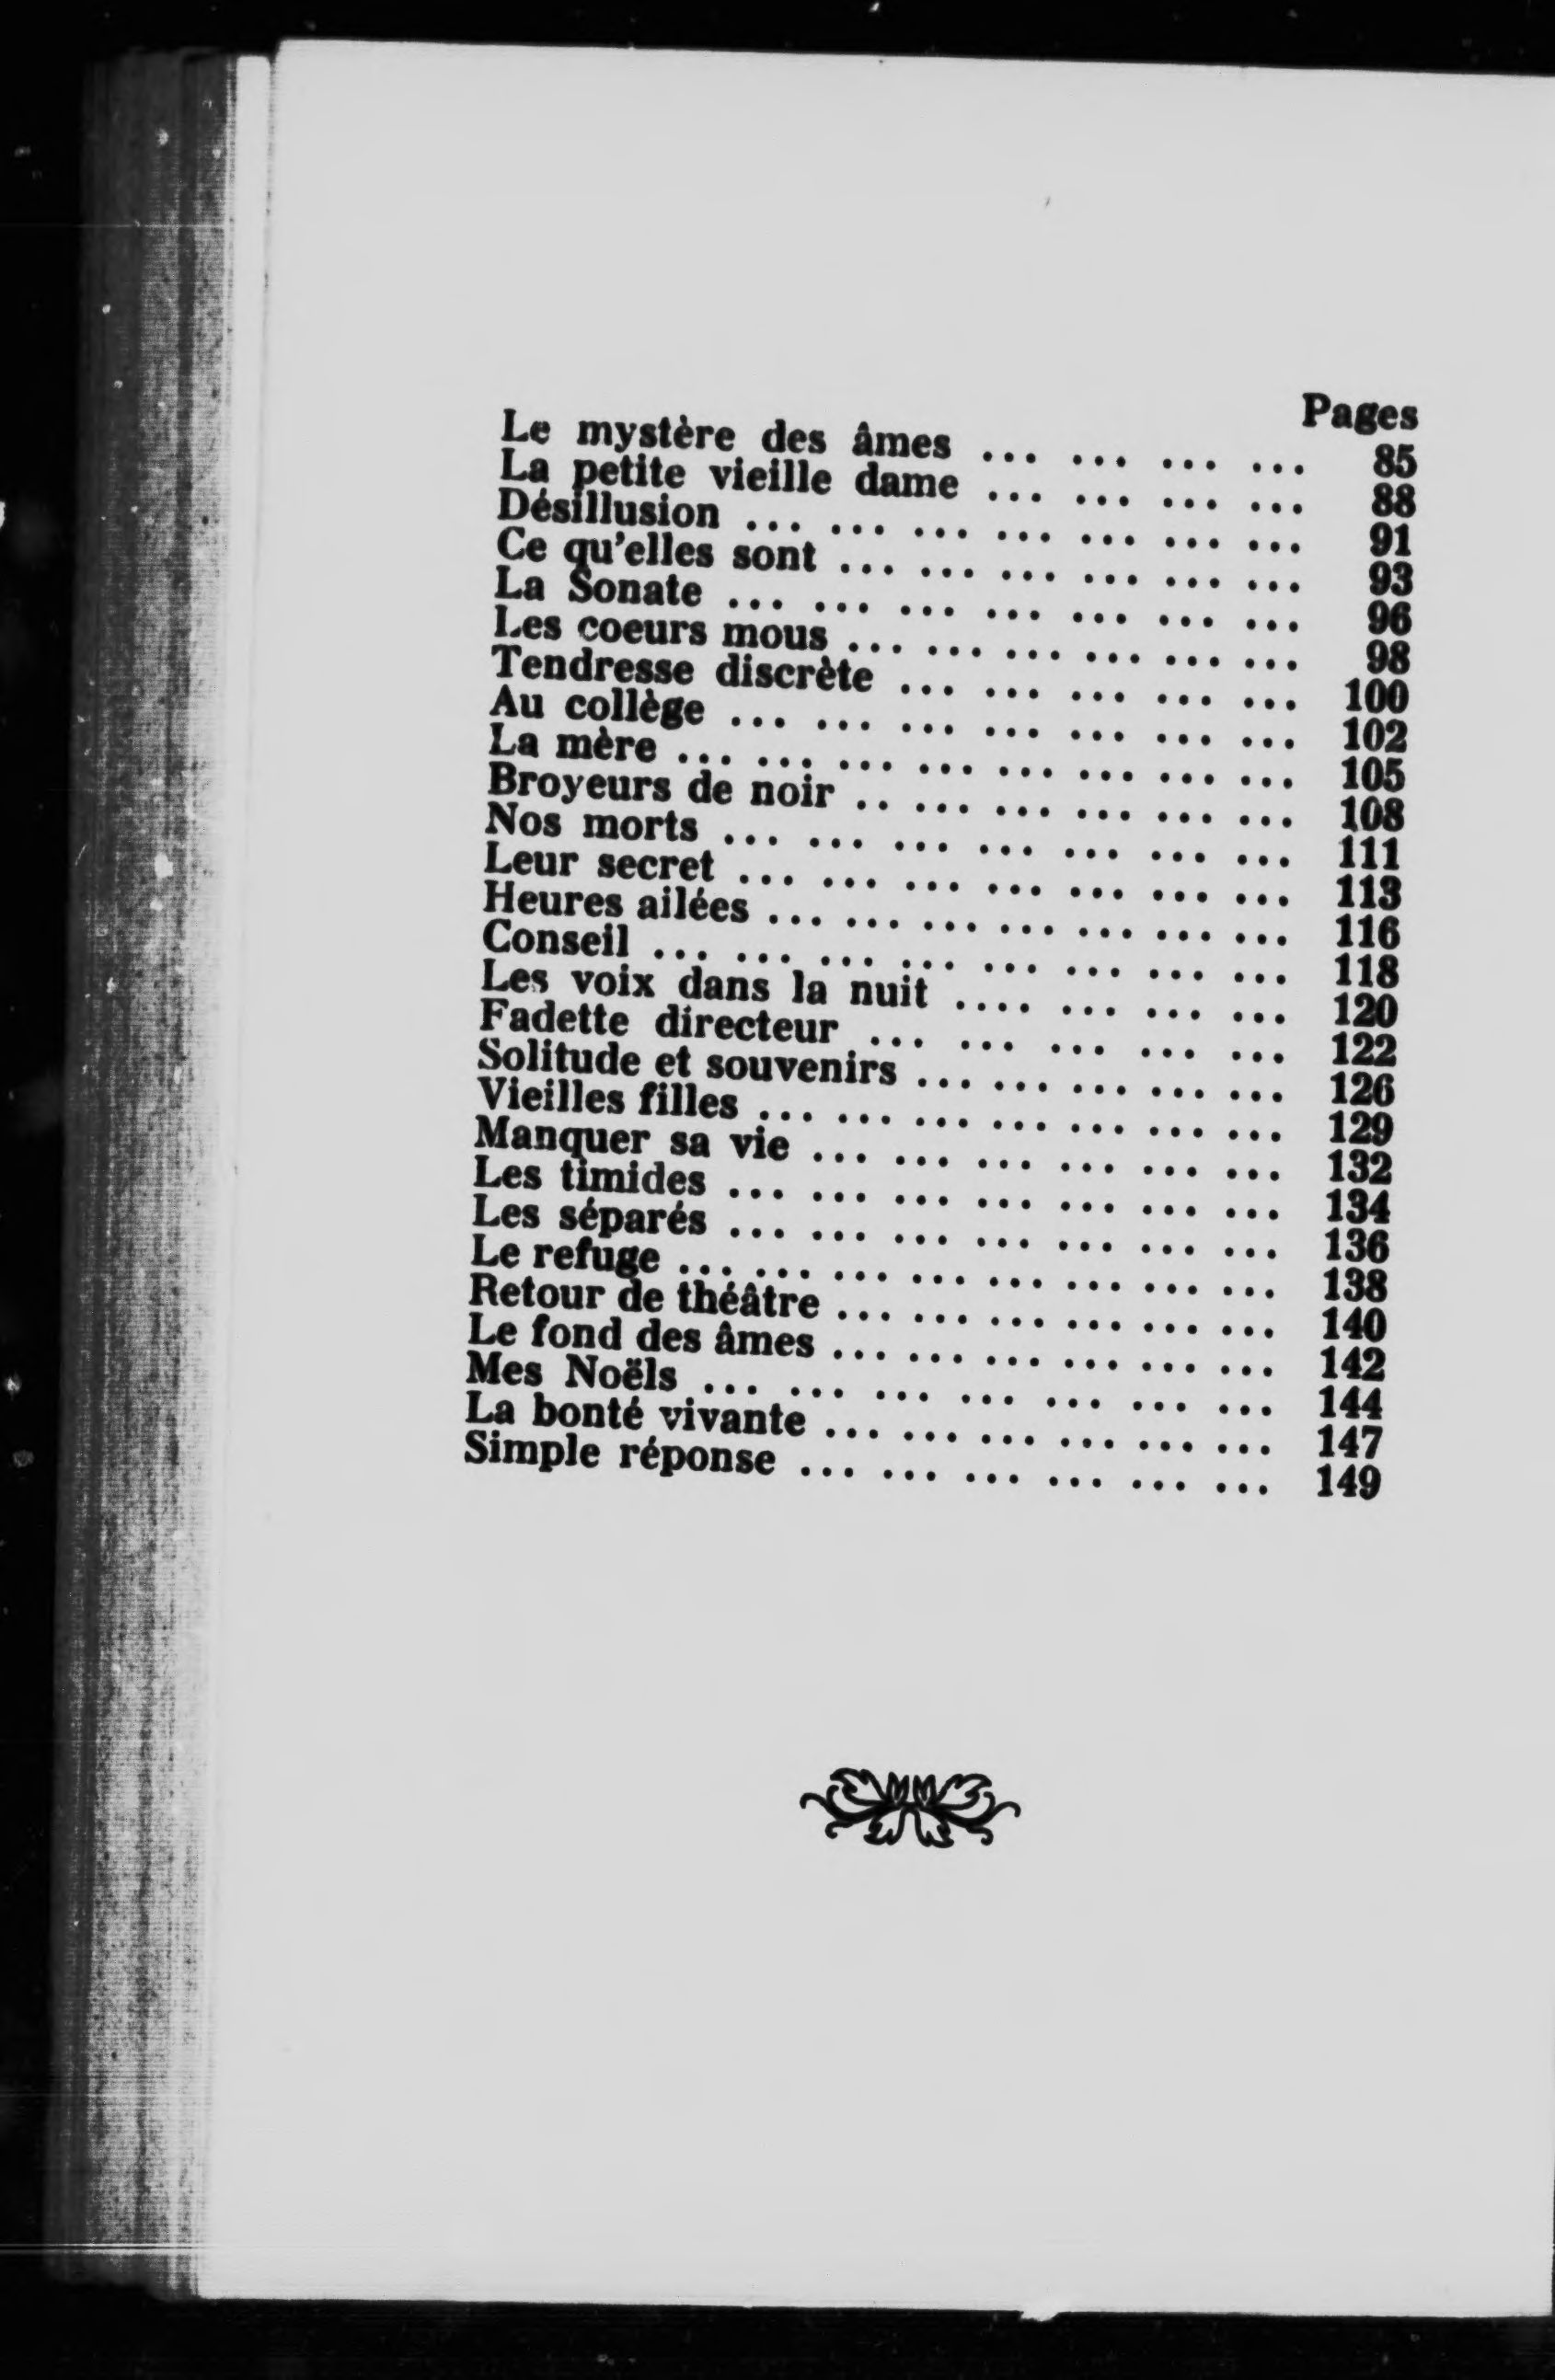 Pages
Le mystère des âmes ... ... ... ... 85
La petite vieille dame ... ... ... ... 88
Désillusion ... ... ... ... ... ... ... 91
Ce qu'elles sont ... ... ... ... ... ... 93
La Sonate ... ... ... ... ... ... ... 96
Les coeurs mous ... ... ... ... ... ... 98
Tendresse discrète ... ... ... ... ... 100
Au collège ... ... ... ... ... ... ... 102
La mère ... ... ... ... ... ... ... ... 105
Broyeurs de noir .. ... ... ... ... ... 108
Nos morts ... ... ... ... ... ... ... 111
Leur secret ... ... ... ... ... ... ... 113
Heures ailées ... ... ... ... ... ... ... 116
Conseil ... ... ... ... ... ... ... ... 118
Les voix dans la nuit .... ... ... ... 120
Fadette directeur ... ... ... ... ... 122
Solitude et souvenirs ... ... ... ... ... 126
Vieilles filles ... ... ... ... ... ... ... 129
Manquer sa vie ... ... ... ... ... ... 132
Les timides ... ... ... ... ... ... ... 134
Les séparés ... ... ... ... ... ... ... 136
Le refuge ... ... ... ... ... ... ... ... 138
Retour de théâtre ... ... ... ... ... ... 140
Le fond des âmes ... ... ... ... ... ... 142
Mes Noëls ... ... ... ... ... ... ... 144
La bonté vivante ... ... ... ... ... ... 147
Simple réponse ... ... ... ... ... ... 149